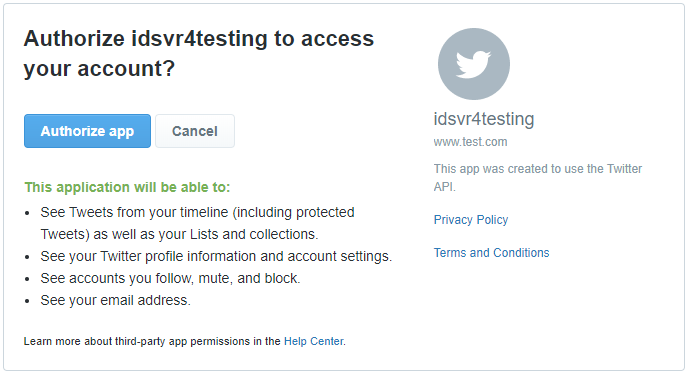 Authorize idsvr4testing to access
your account?
Authorize app
Cancel
This application will be able to:
• See Tweets from your timeline (including protected
Tweets) as well as your Lists and collections.
• See your Twitter profile information and account settings.
• See accounts you follow, mute, and block.
• See your email address.
Learn more about third-party app permissions in the Help Center.
idsvr4testing
www.test.com
This app was created to use the Twitter
API.
Privacy Policy
Terms and Conditions